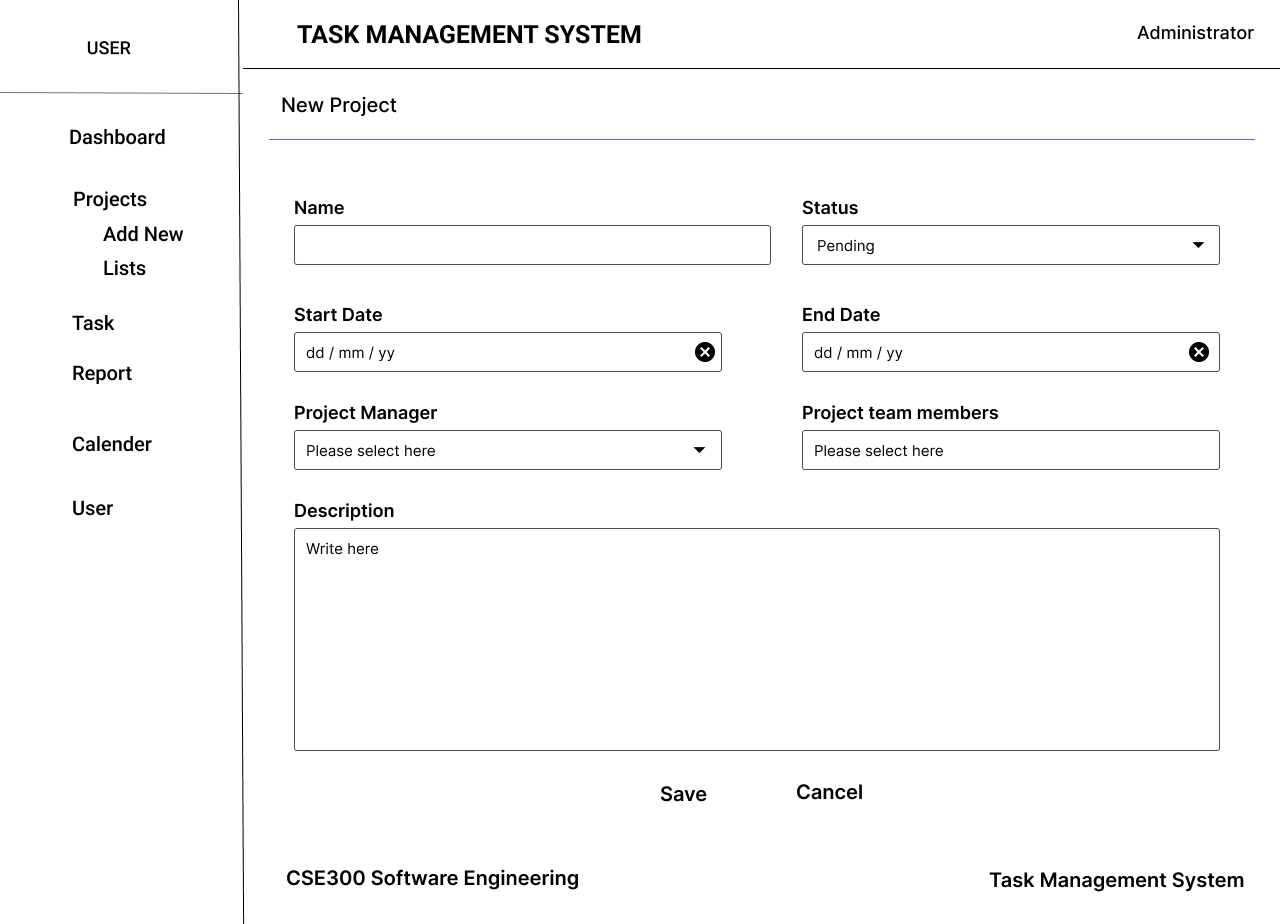 USER
TASK MANAGEMENT SYSTEM
Administrator
Dashboard
Projects
Add New
Lists
Task
Report
Calender
User
New Project
Name
Status
Pending
Start Date
End Date
dd / mm / yy
dd / mm / yy
Project Manager
Project team members
Please select here
Please select here
Description
Write here
Save
Cancel
CSE300 Software Engineering
Task Management System